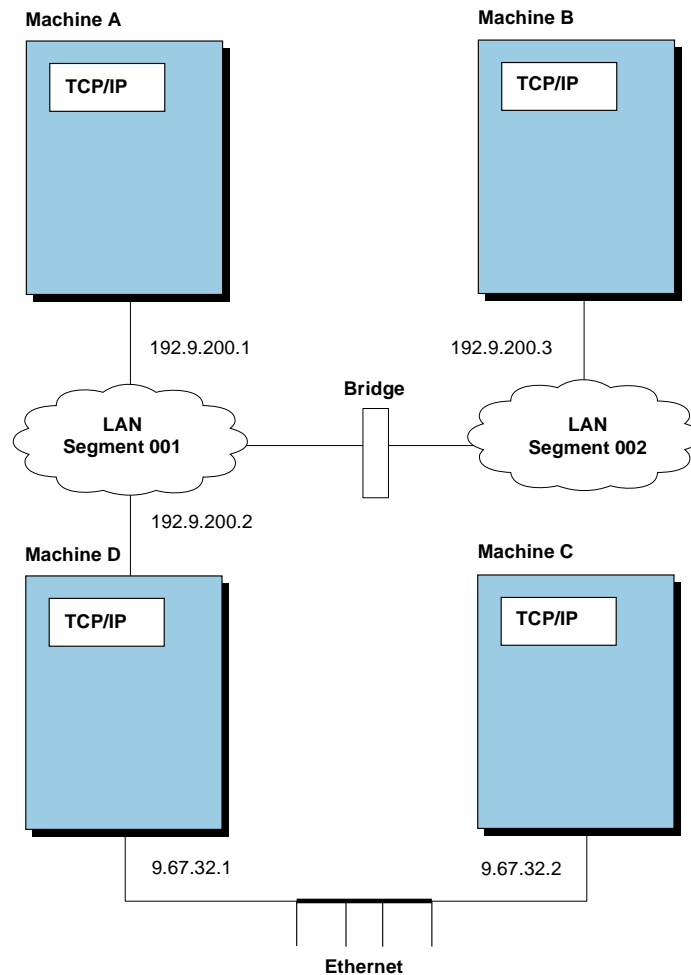 Machine A
Machine B
TCP/IP
TCP/IP
192.9.200.1
192.9.200.3
Bridge
LAN
Segment 001
LAN
Segment 002
192.9.200.2
Machine D
Machine C
TCP/IP
TCP/IP
9.67.32.1
9.67.32.2
Ethernet